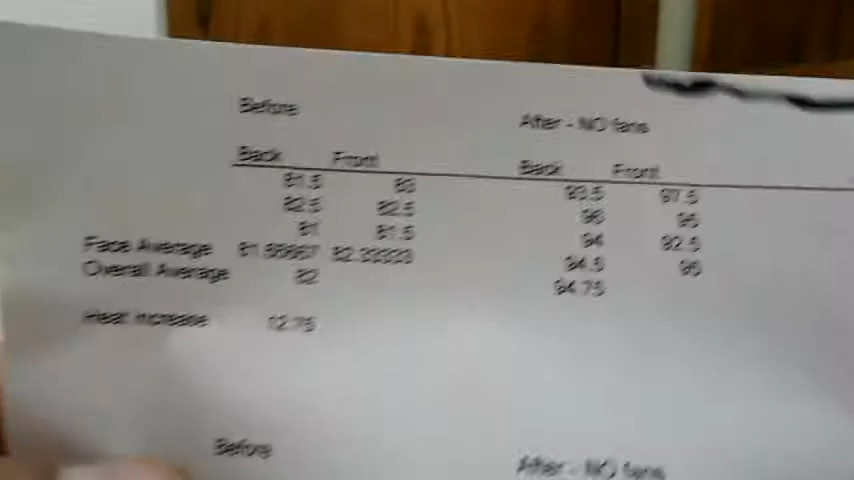 Before After - NO fans
Back Front Back Front
81.5 83 93.5 97.5
82.5 82.5 96 95
81 81.5 94 92.5
Face Average 81.66667 82.33333 94.5 95
Overall Average 82 94.75
Heat Increase 12.75
Before After - NO fans